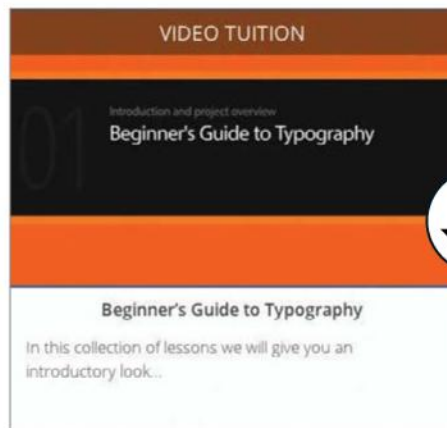 VIDEO TUITION
01
Introduction and project overview
Beginner's Guide to Typography
Beginner's Guide to Typography
In this collection of lessons we will give you an
introductory look...